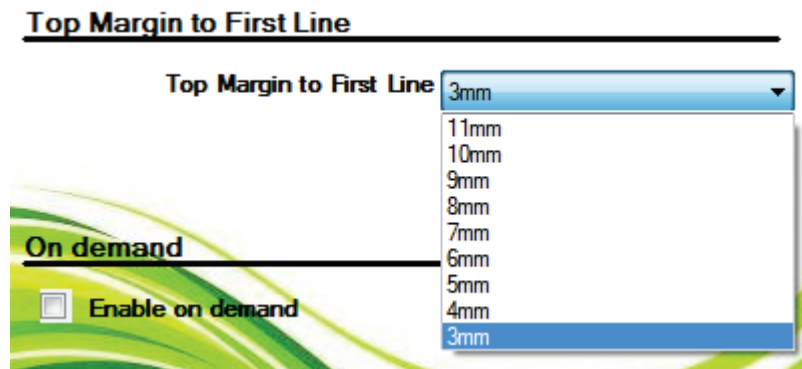 Top Margin to First Line
Top Margin to First Line 3mm
11mm
10mm
9mm
8mm
7mm
6mm
5mm
4mm
3mm
On demand
Enable on demand